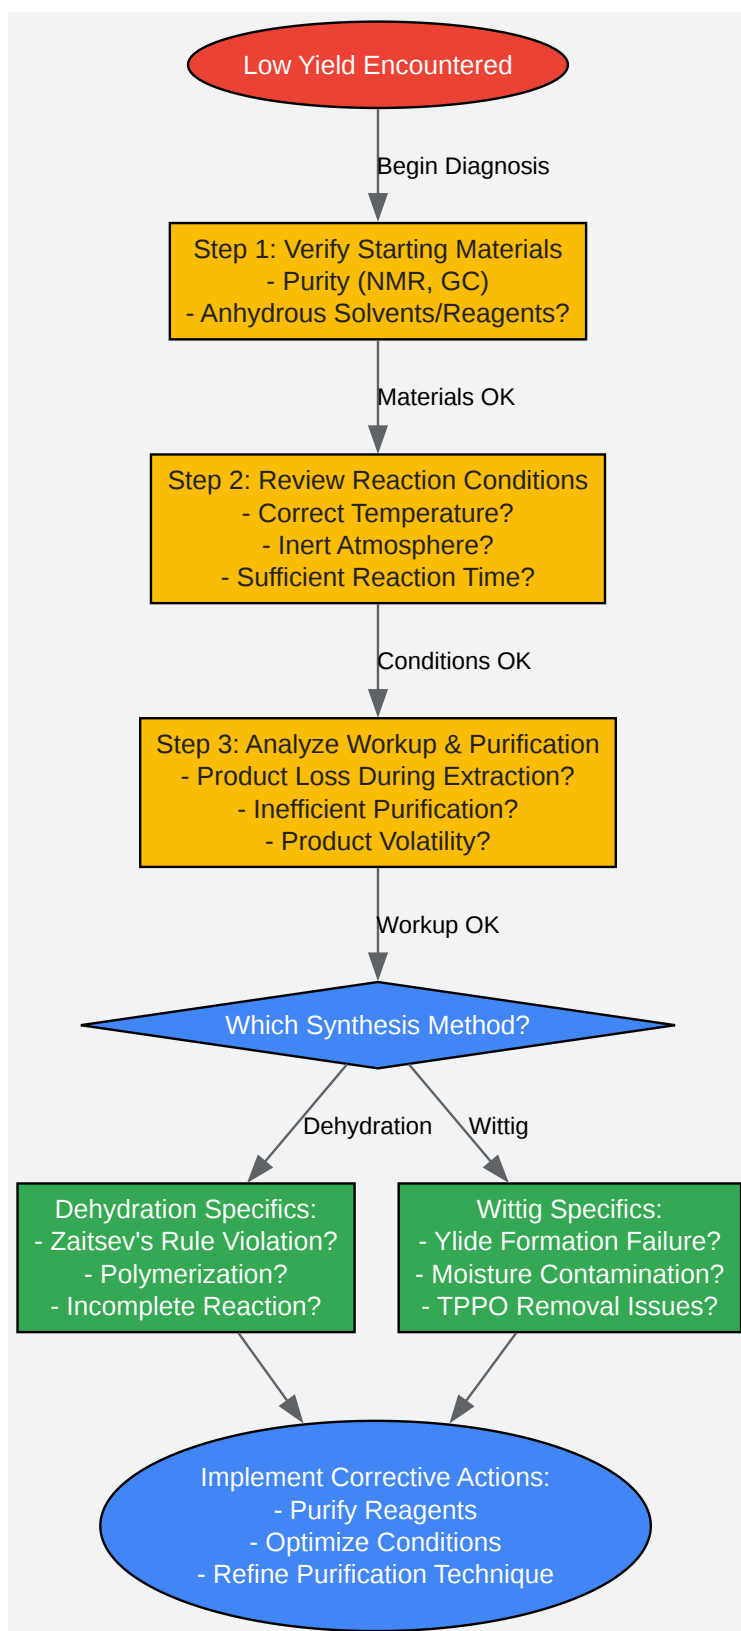 Low Yield Encountered
Begin Diagnosis
Step 1: Verify Starting Materials
- Purity (NMR, GC)
- Anhydrous Solvents/Reagents?
Materials OK
Step 2: Review Reaction Conditions
- Correct Temperature?
- Inert Atmosphere?
- Sufficient Reaction Time?
Conditions OK
Step 3: Analyze Workup & Purification
- Product Loss During Extraction?
- Inefficient Purification?
- Product Volatility?
Workup OK
Which Synthesis Method?
Dehydration
Wittig
Dehydration Specifics:
- Zaitsev's Rule Violation?
- Polymerization?
- Incomplete Reaction?
Wittig Specifics:
- Ylide Formation Failure?
- Moisture Contamination?
- TPPO Removal Issues?
Implement Corrective Actions:
- Purify Reagents
- Optimize Conditions
- Refine Purification Technique